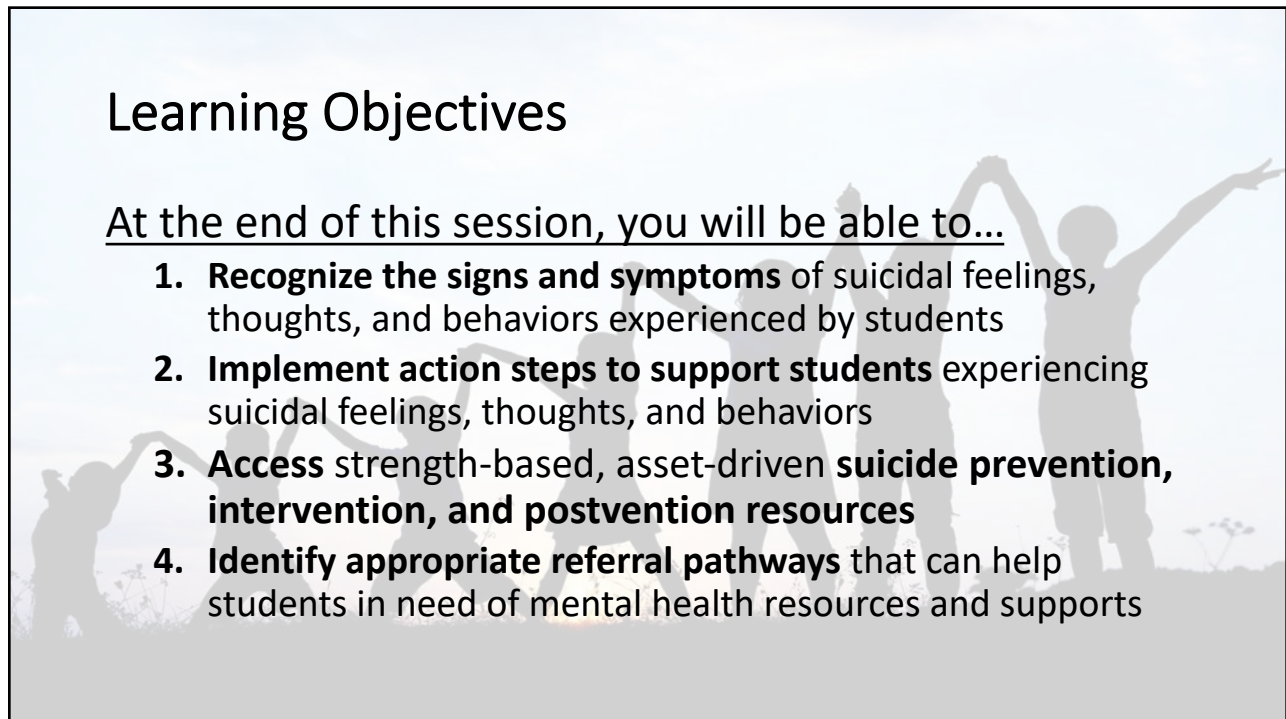 Learning Objectives
At the end of this session, you will be able to…
1. Recognize the signs and symptoms of suicidal feelings,
thoughts, and behaviors experienced by students
2. Implement action steps to support students experiencing
suicidal feelings, thoughts, and behaviors
3. Access strength-based, asset-driven suicide prevention,
intervention, and postvention resources
4. Identify appropriate referral pathways that can help
students in need of mental health resources and supports